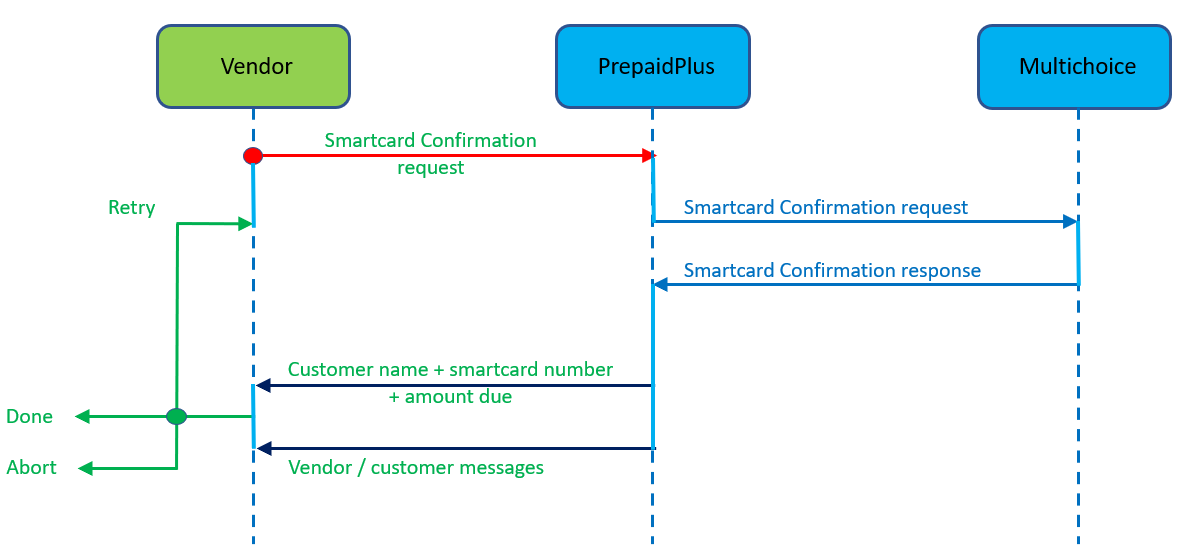 Vendor
PrepaidPlus
Multichoice
Smartcard Confirmation
request
Retry
Smartcard Confirmation request
Smartcard Confirmation response
Customer name + smartcard number
+ amount due
Done
Abort
Vendor / customer messages